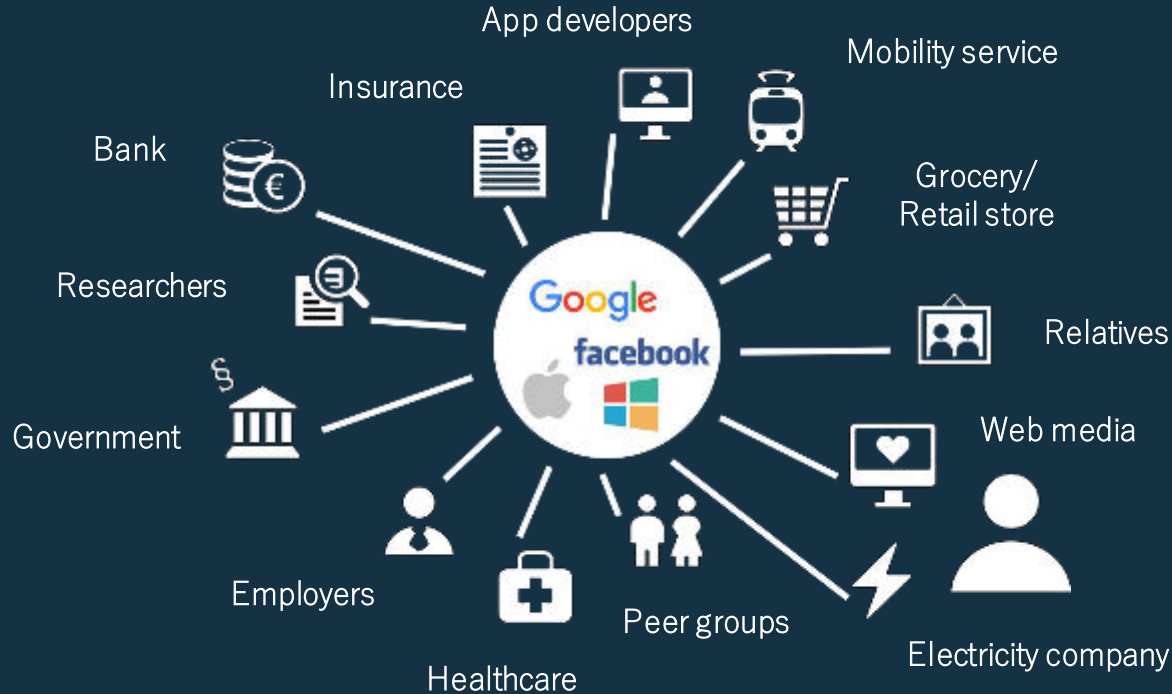 App developers
Mobility service
Insurance
Bank
€
Grocery/
Retail store
Researchers
Google
facebook
Relatives
§
Government
Web media
Employers
Peer groups
Electricity company
Healthcare